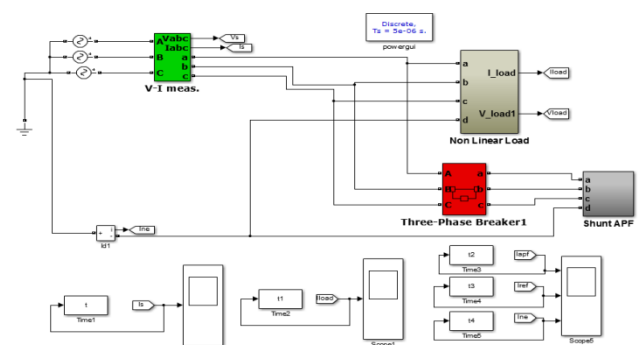 Discrete,
Ts = 5e-06 s.
powergui
A
B
C
Vabc
Iabc
a
b
c
Vs
Is
V-I meas.
a
b
c
d
I_load
V_load1
Iload
Vload
Non Linear Load
A
B
C
a
b
c
Three-Phase Breaker1
a
b
c
d
Shunt APF
Ine
Id1
t
Time1
Is
t1
Time2
Iload
Scope1
t2
Time3
Iapf
t3
Time4
Iref
t4
Time5
Ine
Scope5